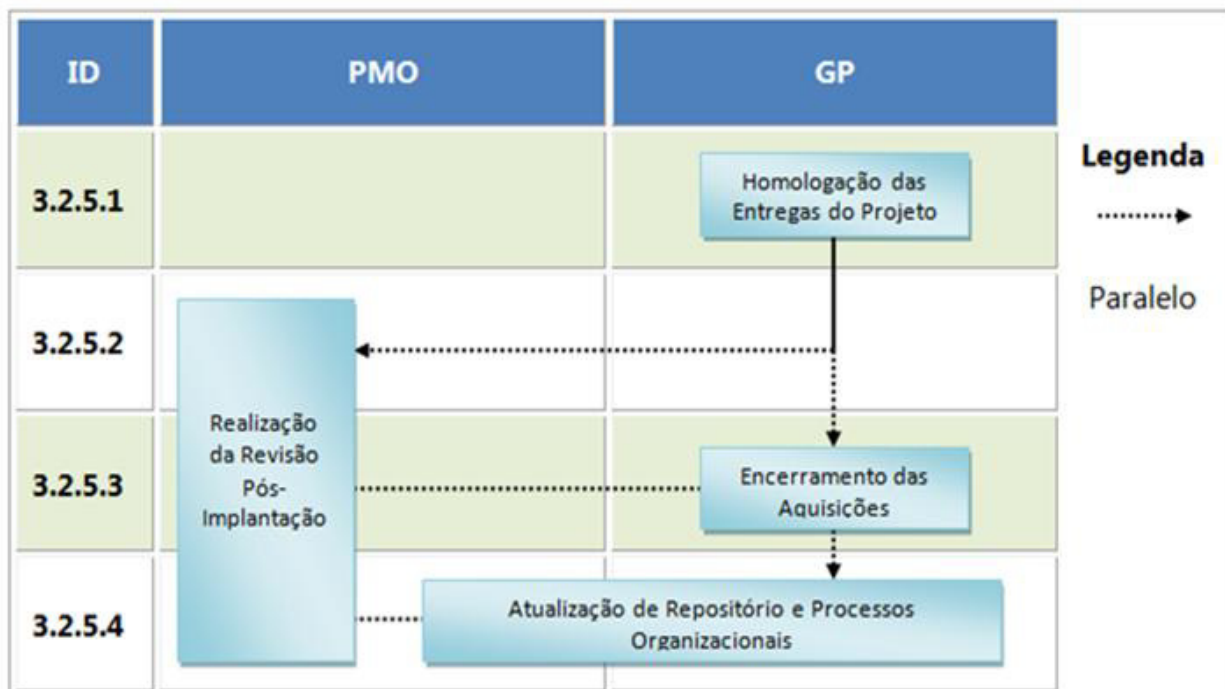 ID PMO GP
3.2.5.1
Homologação das
Entregas do Projeto
Legenda
Paralelo
3.2.5.2
Realização
da Revisão
Pós-
Implantação
3.2.5.3
Encerramento das
Aquisições
3.2.5.4
Atualização de Repositório e Processos
Organizacionais